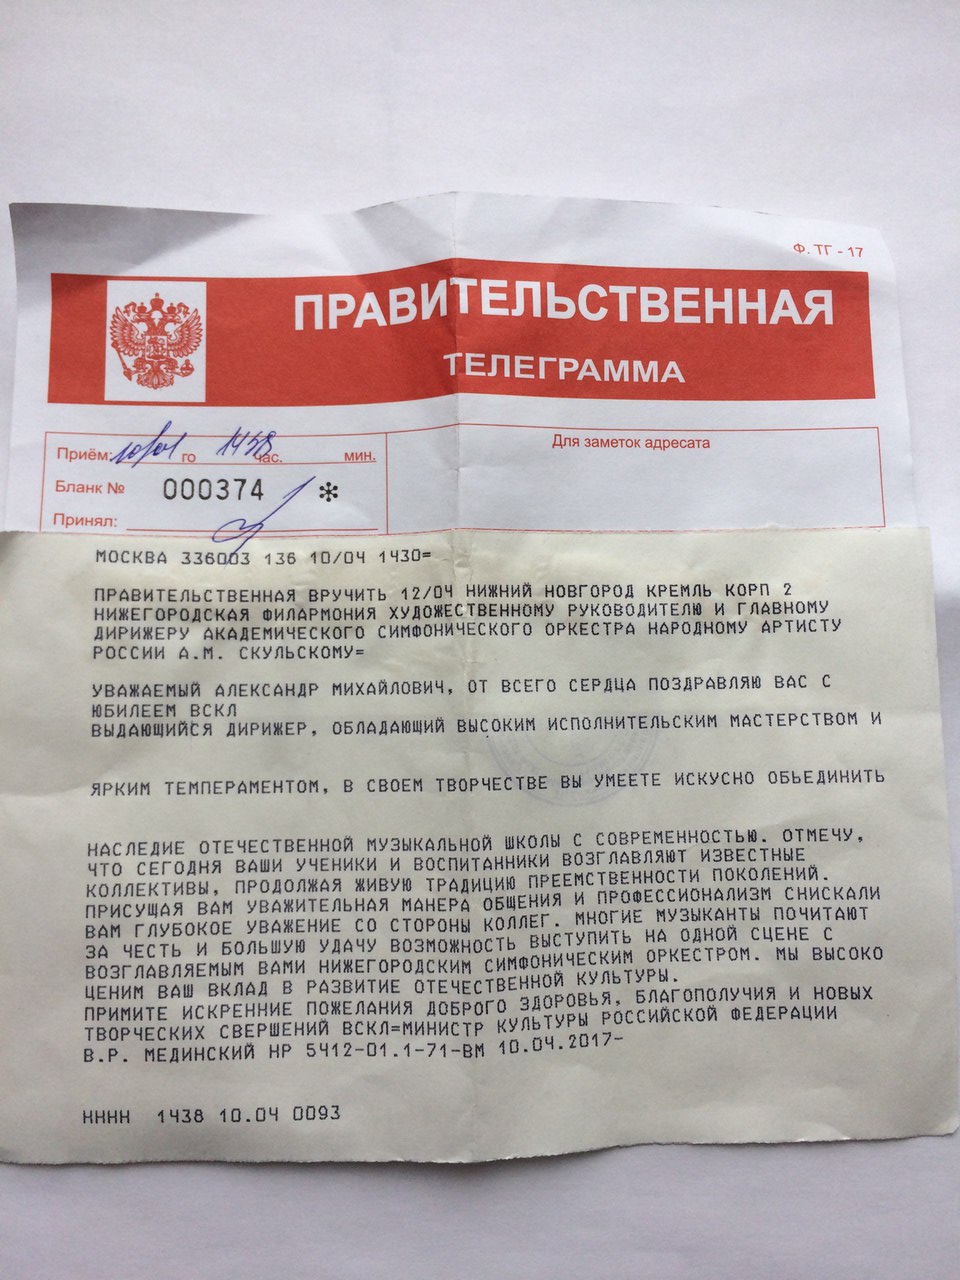 Ф. ТГ - 17
ПРАВИТЕЛЬСТВЕННАЯ
ТЕЛЕГРАММА
Приём: 10/04 го 1438 час. мин.
Для заметок адресата
Бланк № 000374 *
Принял:
МОСКВА 336003 136 10/04 1430=
ПРАВИТЕЛЬСТВЕННАЯ ВРУЧИТЬ 12/04 НИЖНИЙ НОВГОРОД КРЕМЛЬ КОРП 2
НИЖЕГОРОДСКАЯ ФИЛАРМОНИЯ ХУДОЖЕСТВЕННОМУ РУКОВОДИТЕЛЮ И ГЛАВНОМУ
ДИРИЖЕРУ АКАДЕМИЧЕСКОГО СИМФОНИЧЕСКОГО ОРКЕСТРА НАРОДНОМУ АРТИСТУ
РОССИИ А.М. СКУЛЬСКОМУ=
УВАЖАЕМЫЙ АЛЕКСАНДР МИХАЙЛОВИЧ, ОТ ВСЕГО СЕРДЦА ПОЗДРАВЛЯЮ ВАС С
ЮБИЛЕЕМ ВСКЛ
ВЫДАЮЩИЙСЯ ДИРИЖЕР, ОБЛАДАЮЩИЙ ВЫСОКИМ ИСПОЛНИТЕЛЬСКИМ МАСТЕРСТВОМ И
ЯРКИМ ТЕМПЕРАМЕНТОМ, В СВОЕМ ТВОРЧЕСТВЕ ВЫ УМЕЕТЕ ИСКУСНО ОБЬЕДИНИТЬ
НАСЛЕДИЕ ОТЕЧЕСТВЕННОЙ МУЗЫКАЛЬНОЙ ШКОЛЫ С СОВРЕМЕННОСТЬЮ. ОТМЕЧУ,
ЧТО СЕГОДНЯ ВАШИ УЧЕНИКИ И ВОСПИТАННИКИ ВОЗГЛАВЛЯЮТ ИЗВЕСТНЫЕ
КОЛЛЕКТИВЫ, ПРОДОЛЖАЯ ЖИВУЮ ТРАДИЦИЮ ПРЕЕМСТВЕННОСТИ ПОКОЛЕНИЙ.
ПРИСУЩАЯ ВАМ УВАЖИТЕЛЬНАЯ МАНЕРА ОБЩЕНИЯ И ПРОФЕССИОНАЛИЗМ СНИСКАЛИ
ВАМ ГЛУБОКОЕ УВАЖЕНИЕ СО СТОРОНЫ КОЛЛЕГ. МНОГИЕ МУЗЫКАНТЫ ПОЧИТАЮТ
ЗА ЧЕСТЬ И БОЛЬШУЮ УДАЧУ ВОЗМОЖНОСТЬ ВЫСТУПИТЬ НА ОДНОЙ СЦЕНЕ С
ВОЗГЛАВЛЯЕМЫМ ВАМИ НИЖЕГОРОДСКИМ СИМФОНИЧЕСКИМ ОРКЕСТРОМ. МЫ ВЫСОКО
ЦЕНИМ ВАШ ВКЛАД В РАЗВИТИЕ ОТЕЧЕСТВЕННОЙ КУЛЬТУРЫ.
ПРИМИТЕ ИСКРЕННИЕ ПОЖЕЛАНИЯ ДОБРОГО ЗДОРОВЬЯ, БЛАГОПОЛУЧИЯ И НОВЫХ
ТВОРЧЕСКИХ СВЕРШЕНИЙ ВСКЛ=МИНИСТР КУЛЬТУРЫ РОССИЙСКОЙ ФЕДЕРАЦИИ
В.Р. МЕДИНСКИЙ НР 5412-01.1-71-ВМ 10.04.2017-
НННН 1438 10.04 0093